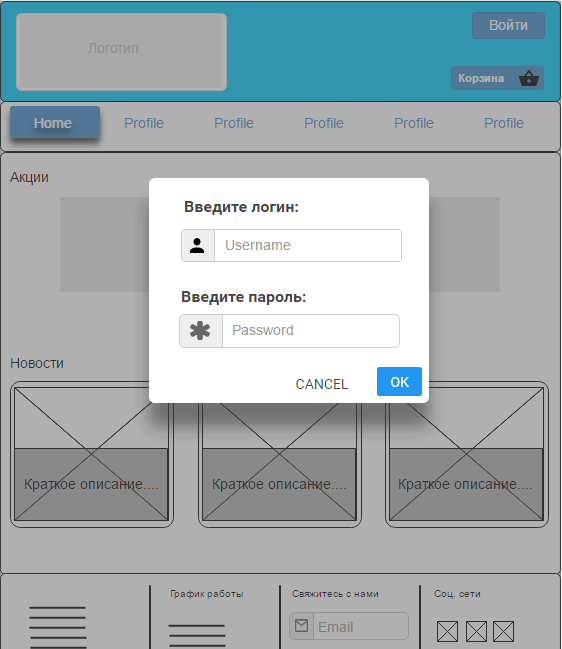 Логотип
Войти
Корзина
Home
Profile
Profile
Profile
Profile
Profile
Акции
Введите логин:
Username
Введите пароль:
Password
CANCEL
OK
Новости
Краткое описание....
Краткое описание....
Краткое описание....
График работы
Свяжитесь с нами
Соц. сети
Email